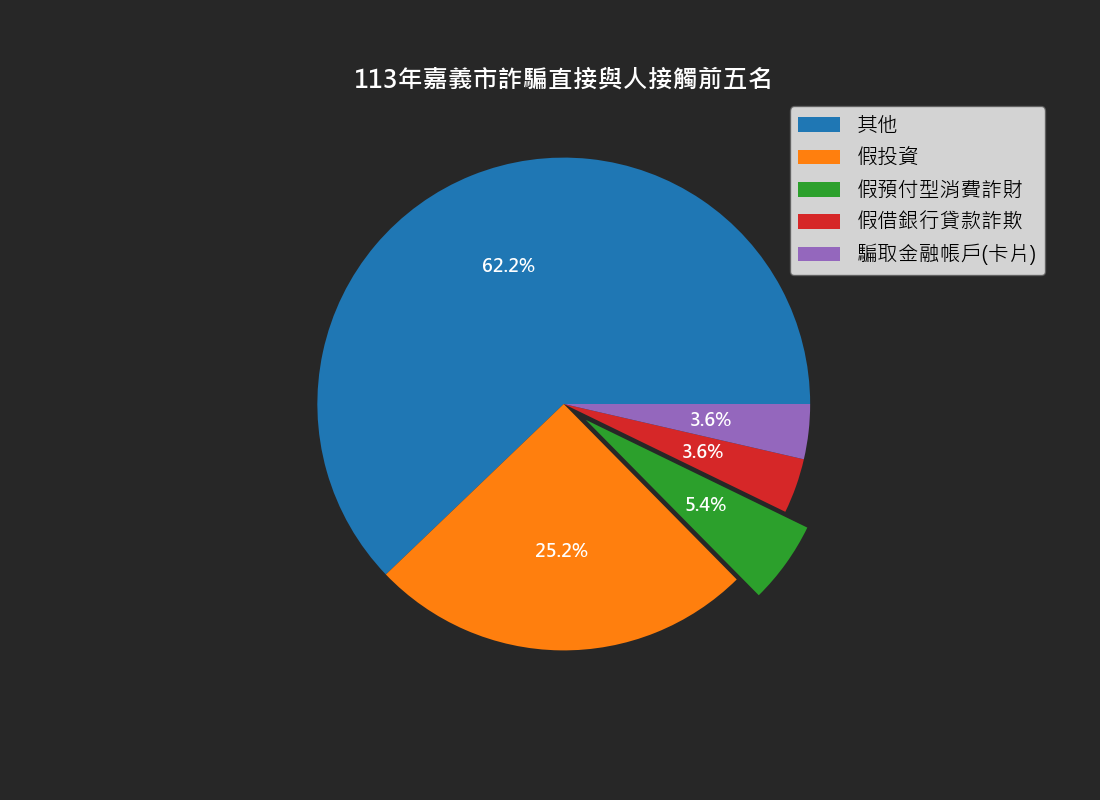 113年嘉義市詐騙直接與人接觸前五名
其他
假投資
假預付型消費詐財
假借銀行貸款詐欺
騙取金融帳戶(卡片)
62.2%
3.6%
3.6%
5.4%
25.2%